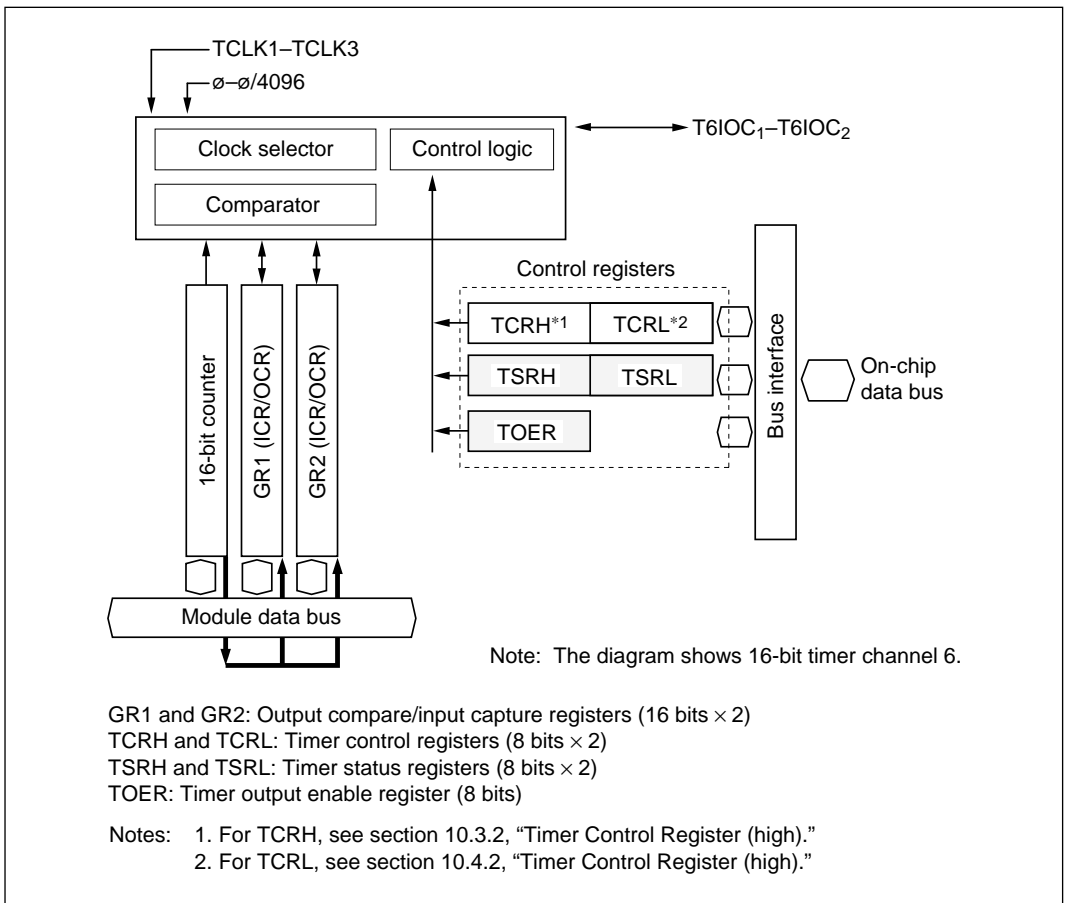 TCLK1–TCLK3
ø–ø/4096
T6IOC₁–T6IOC₂
Clock selector
Control logic
Comparator
Control registers
TCRH*1
TCRL*2
TSRH
TSRL
TOER
Bus interface
On-chip
data bus
16-bit counter
GR1 (ICR/OCR)
GR2 (ICR/OCR)
Module data bus
Note: The diagram shows 16-bit timer channel 6.
GR1 and GR2: Output compare/input capture registers (16 bits × 2)
TCRH and TCRL: Timer control registers (8 bits × 2)
TSRH and TSRL: Timer status registers (8 bits × 2)
TOER: Timer output enable register (8 bits)
Notes: 1. For TCRH, see section 10.3.2, “Timer Control Register (high).”
2. For TCRL, see section 10.4.2, “Timer Control Register (high).”